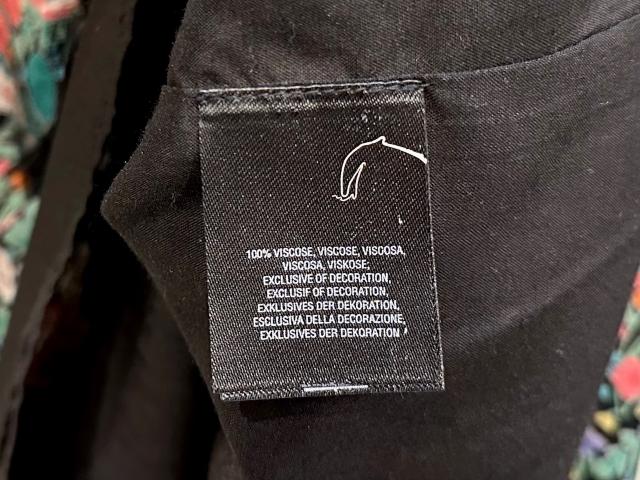 100% VISCOSE, VISCOSE, VISCOSA,
VISCOSA, VISKOSE;
EXCLUSIVE OF DECORATION,
EXCLUSIF OF DECORATION,
EXKLUSIVES DER DEKORATION,
ESCLUSIVA DELLA DECORAZIONE,
EXKLUSIVES DER DEKORATION